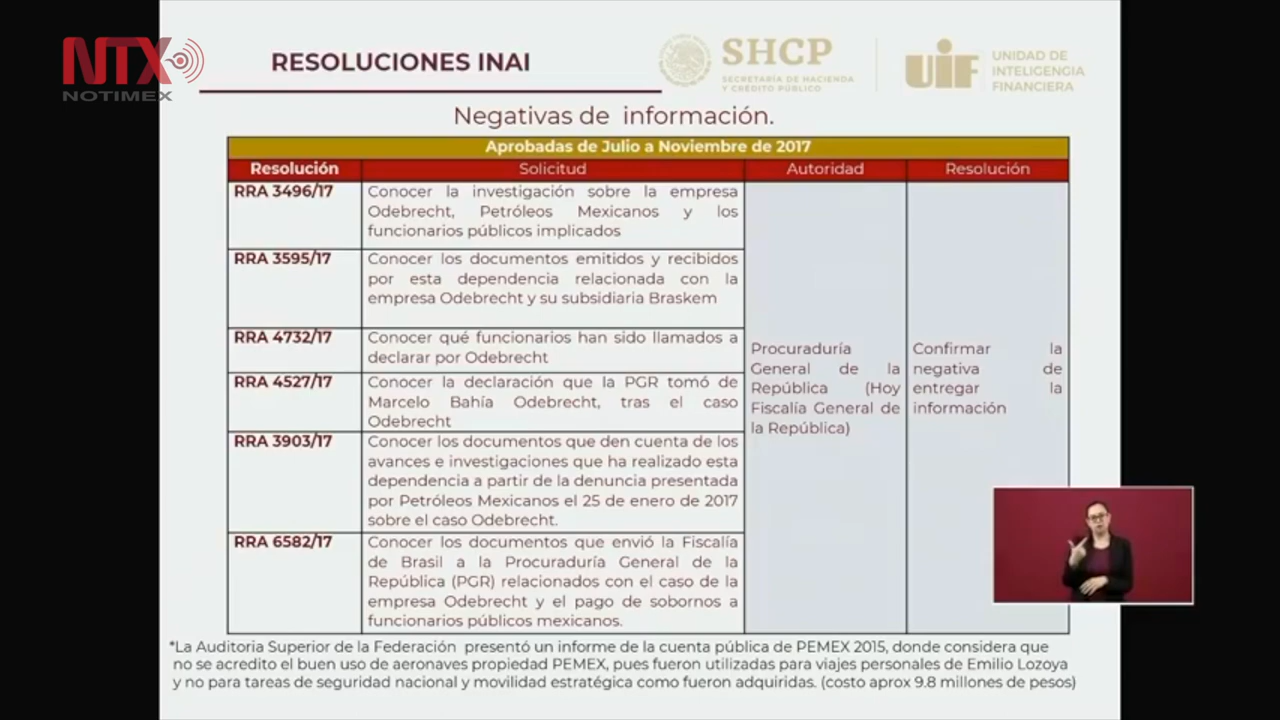 NTX
NOTIMEX
RESOLUCIONES INAI
SHCP
SECRETARÍA DE HACIENDA
Y CRÉDITO PÚBLICO
UIF
UNIDAD DE
INTELIGENCIA
FINANCIERA
Negativas de información.
Aprobadas de Julio a Noviembre de 2017
Resolución Solicitud Autoridad Resolución
RRA 3496/17
Conocer la investigación sobre la empresa
Odebrecht, Petróleos Mexicanos y los
funcionarios públicos implicados
RRA 3595/17
Conocer los documentos emitidos y recibidos
por esta dependencia relacionada con la
empresa Odebrecht y su subsidiaria Braskem
RRA 4732/17
Conocer qué funcionarios han sido llamados a
declarar por Odebrecht
RRA 4527/17
Conocer la declaración que la PGR tomó de
Marcelo Bahía Odebrecht, tras el caso
Odebrecht
RRA 3903/17
Conocer los documentos que den cuenta de los
avances e investigaciones que ha realizado esta
dependencia a partir de la denuncia presentada
por Petróleos Mexicanos el 25 de enero de 2017
sobre el caso Odebrecht.
RRA 6582/17
Conocer los documentos que envió la Fiscalía
de Brasil a la Procuraduría General de la
República (PGR) relacionados con el caso de la
empresa Odebrecht y el pago de sobornos a
funcionarios públicos mexicanos.
Procuraduría
General de la
República (Hoy
Fiscalía General de
la República)
Confirmar la
negativa de
entregar la
información
*La Auditoria Superior de la Federación presentó un informe de la cuenta pública de PEMEX 2015, donde considera que
no se acredito el buen uso de aeronaves propiedad PEMEX, pues fueron utilizadas para viajes personales de Emilio Lozoya
y no para tareas de seguridad nacional y movilidad estratégica como fueron adquiridas. (costo aprox 9.8 millones de pesos)